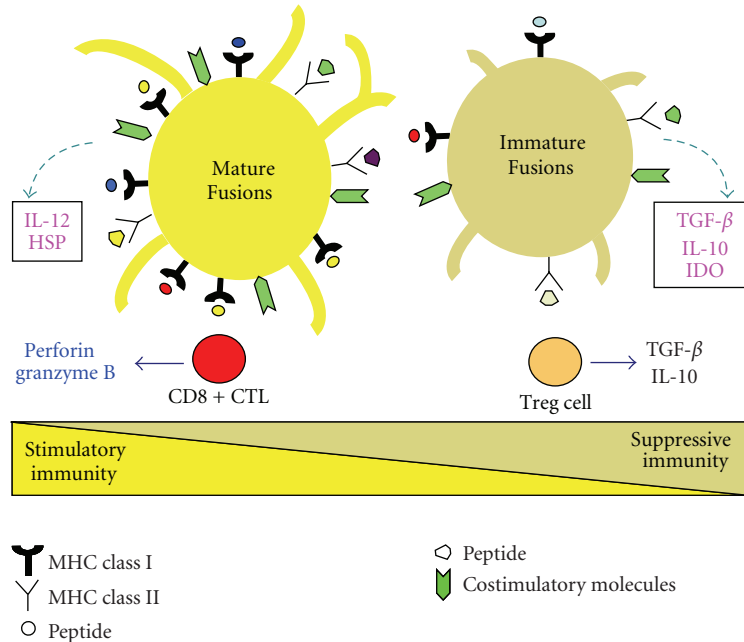 Mature
Fusions
Immature
Fusions
IL-12
HSP
TGF-β
IL-10
IDO
Perforin
granzyme B
CD8 + CTL
Treg cell
TGF-β
IL-10
Stimulatory
immunity
Suppressive
immunity
MHC class I
MHC class II
Peptide
Peptide
Costimulatory molecules